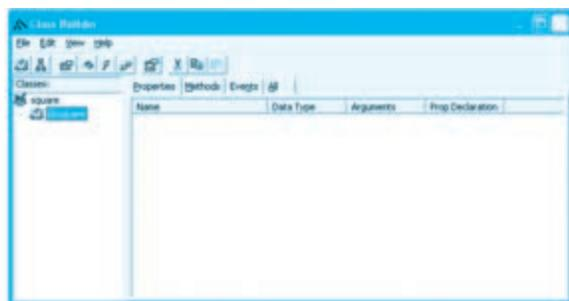 Class Builder
File Edit View Help
Classes:
square
Properties Methods Events All
Name Data Type Arguments Prop Declaration